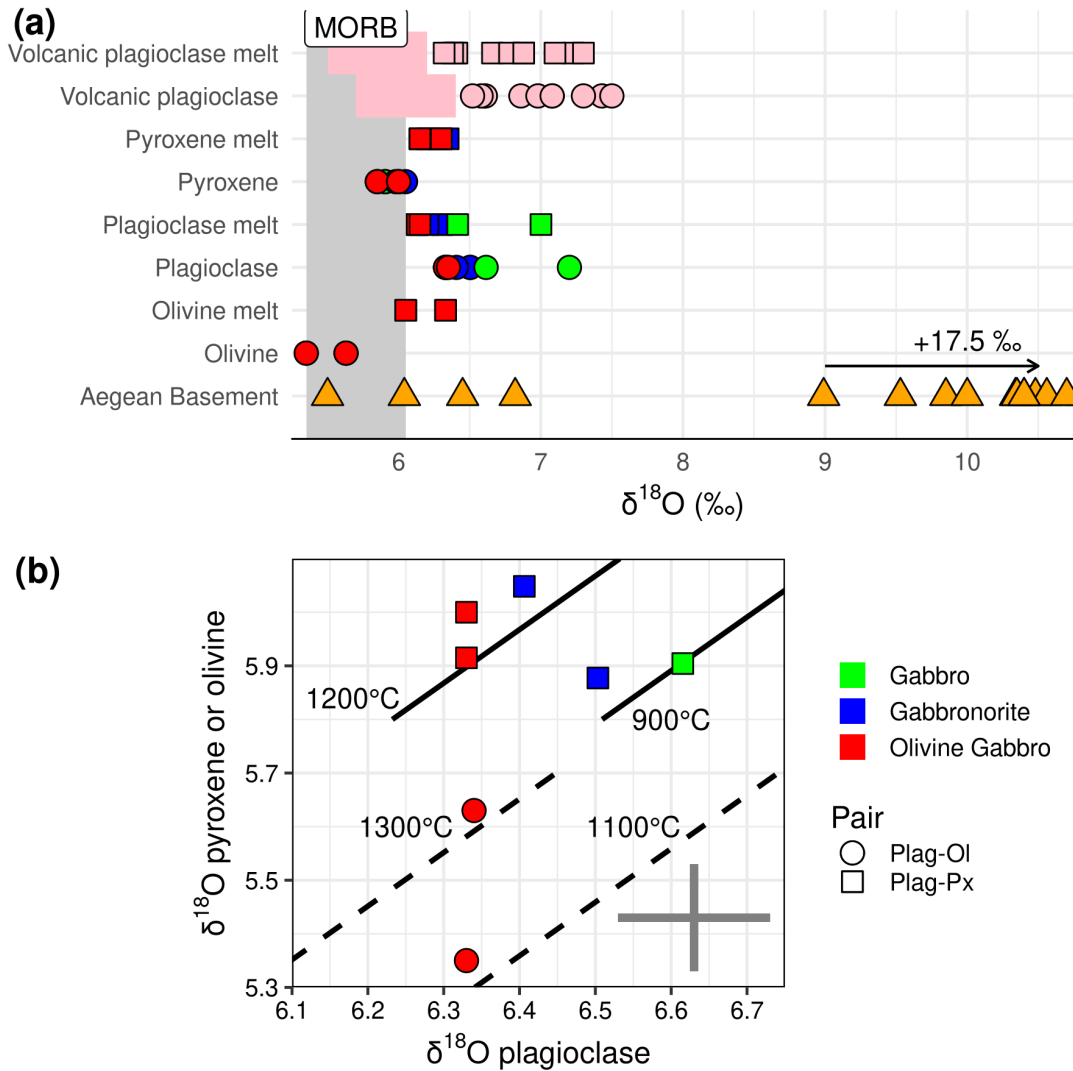 (a)
MORB
Volcanic plagioclase melt
Volcanic plagioclase
Pyroxene melt
Pyroxene
Plagioclase melt
Plagioclase
Olivine melt
Olivine
+17.5 ‰
Aegean Basement
6 7 8 9 10
δ18O (‰)
(b)
δ18O pyroxene or olivine
5.9
5.7
5.5
5.3
1200°C
900°C
1300°C
1100°C
6.1 6.2 6.3 6.4 6.5 6.6 6.7
δ18O plagioclase
Gabbro
Gabbronorite
Olivine Gabbro
Pair
Plag-Ol
Plag-Px